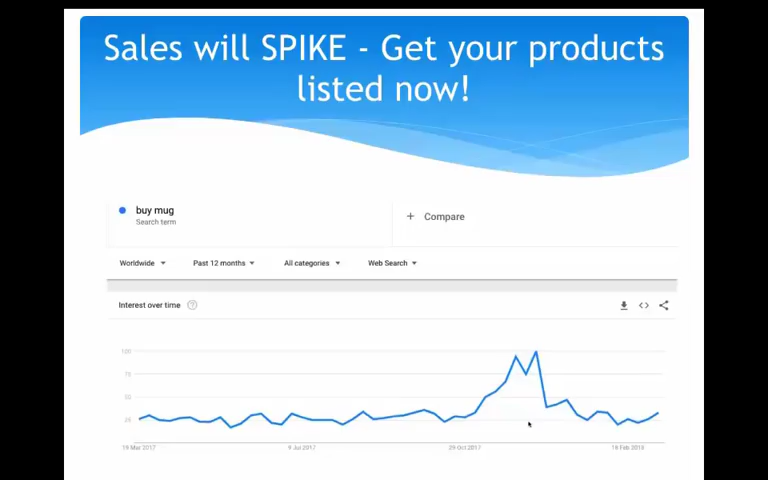 Sales will SPIKE - Get your products
listed now!
buy mug
Search term
+ Compare
Worldwide
Past 12 months
All categories
Web Search
Interest over time
100
75
50
25
19 Mar 2017
9 Jul 2017
29 Oct 2017
18 Feb 2018